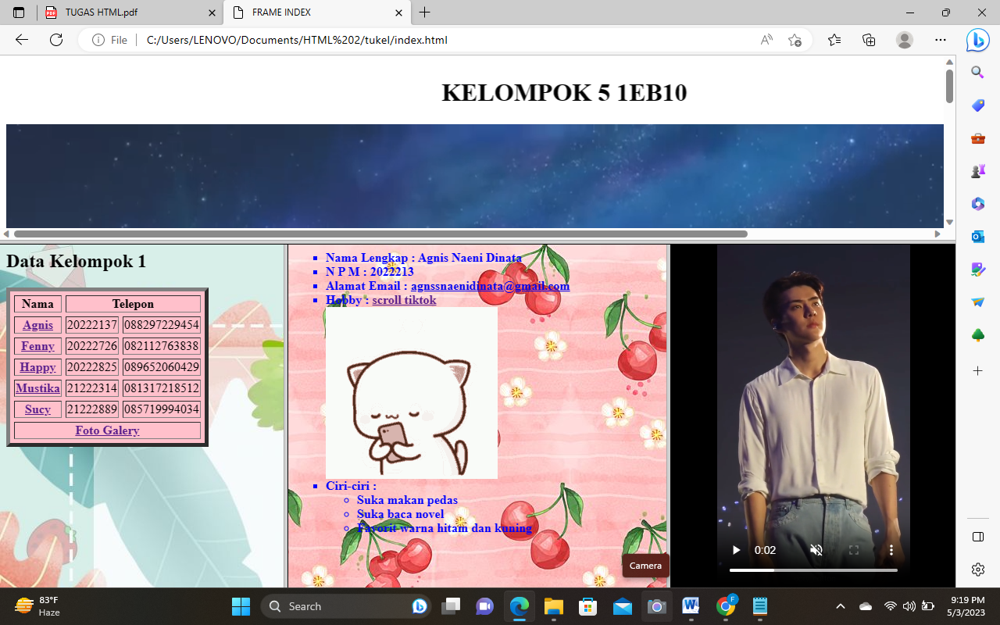 TUGAS HTML.pdf
FRAME INDEX
File
C:/Users/LENOVO/Documents/HTML%202/tukel/index.html
KELOMPOK 5 1EB10
Data Kelompok 1
Nama Telepon
Agnis 20222137 088297229454
Fenny 20222726 082112763838
Happy 20222825 089652060429
Mustika 21222314 081317218512
Sucy 21222889 085719994034
Foto Galery
Nama Lengkap : Agnis Naeni Dinata
N P M : 2022213
Alamat Email : agnssnaenidinata@gmail.com
Hobby : scroll tiktok
Ciri-ciri :
Suka makan pedas
Suka baca novel
Favorit warna hitam dan kuning
0:02
Camera
83°F
Haze
Search
9:19 PM
5/3/2023